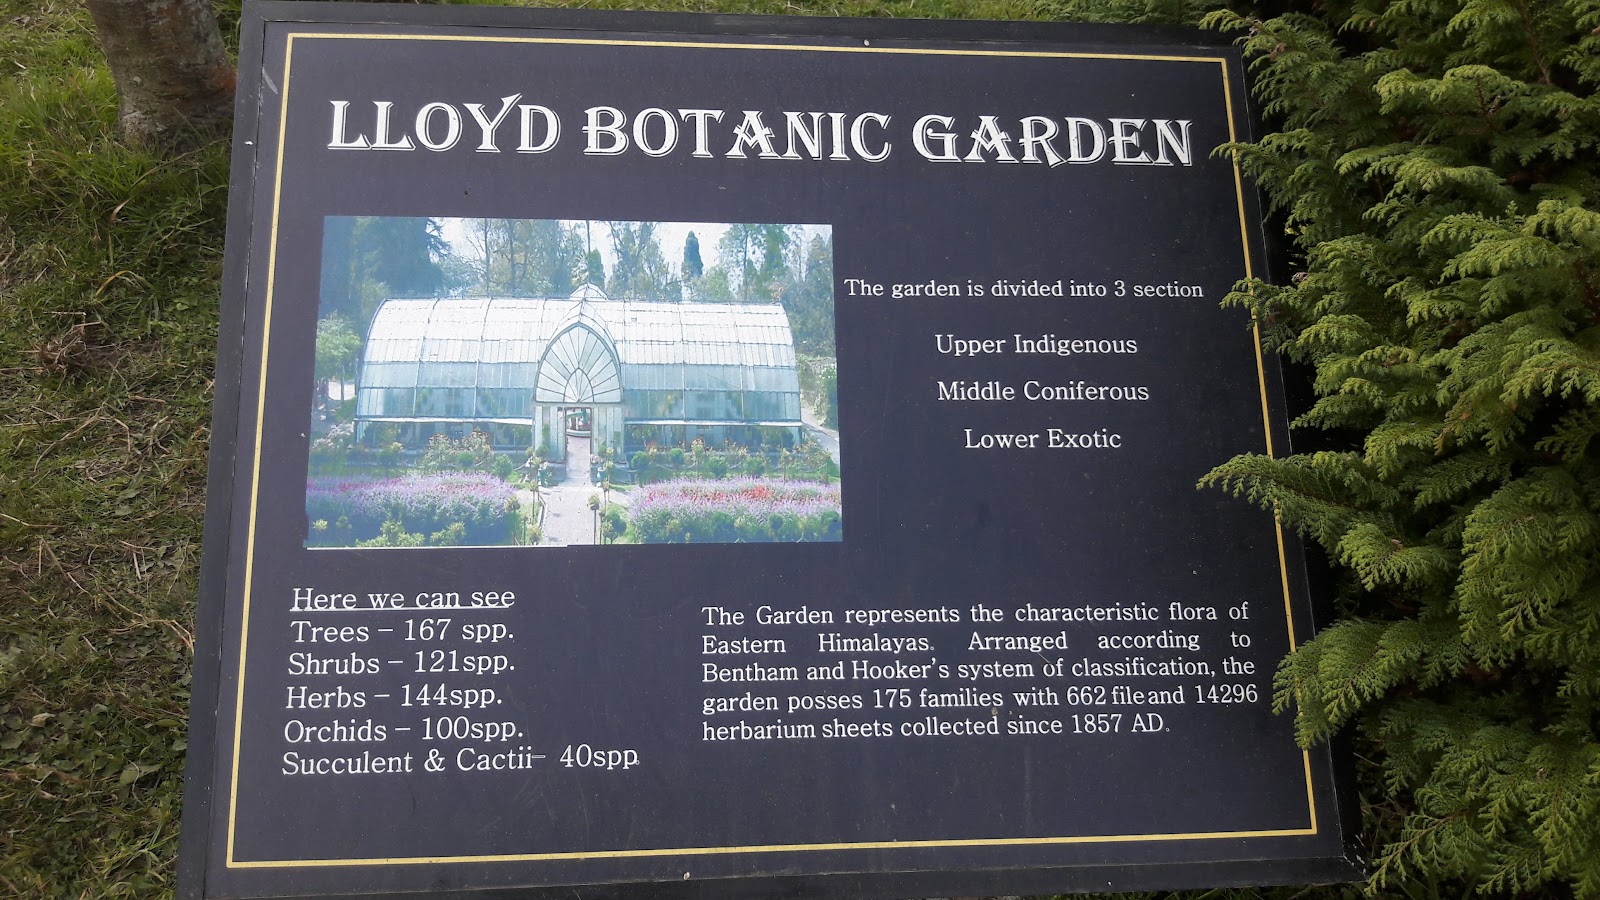 LLOYD BOTANIC GARDEN
The garden is divided into 3 section
Upper Indigenous
Middle Coniferous
Lower Exotic
Here we can see
Trees – 167 spp.
Shrubs – 121spp.
Herbs – 144spp.
Orchids – 100spp.
Succulent & Cactii– 40spp.
The Garden represents the characteristic flora of
Eastern Himalayas. Arranged according to
Bentham and Hooker's system of classification, the
garden posses 175 families with 662 file and 14296
herbarium sheets collected since 1857 AD.